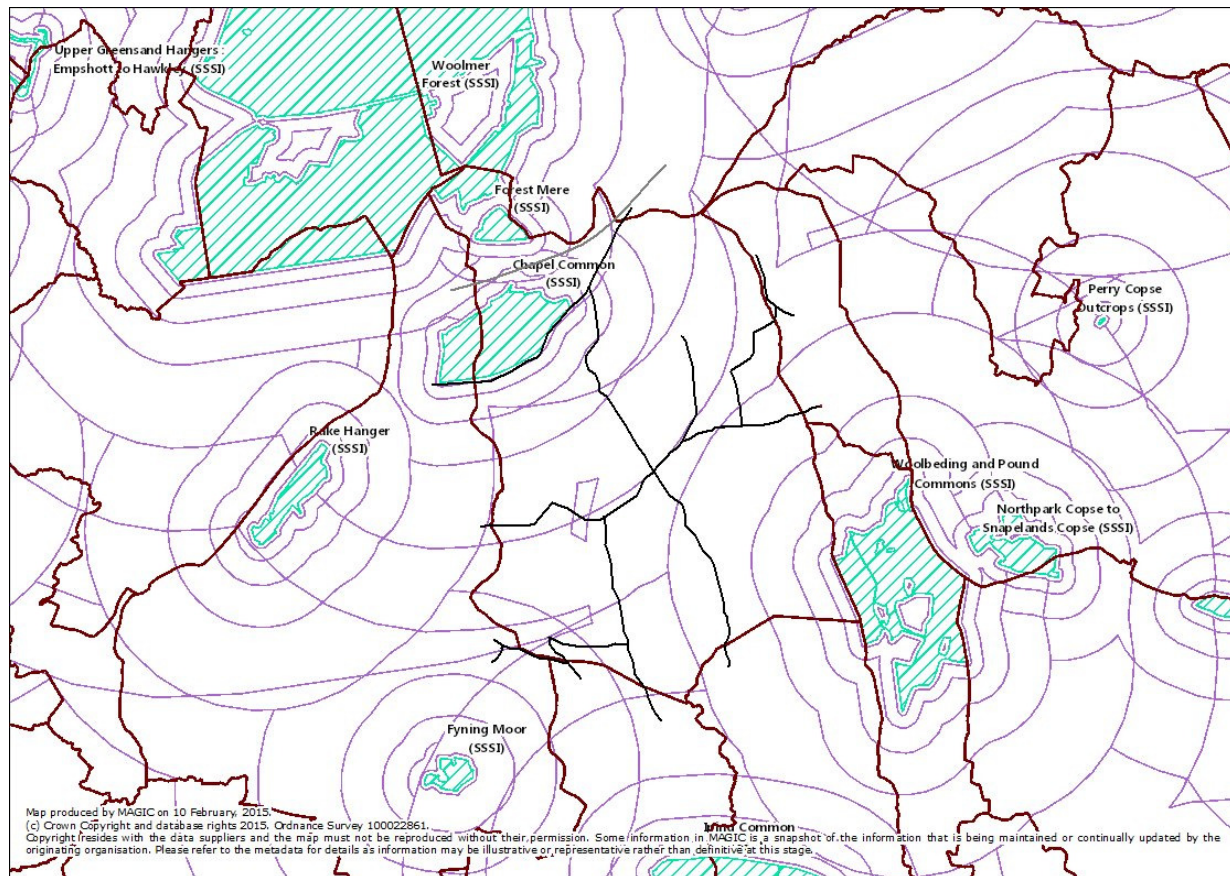 Upper Greensand Hangers :
Empshott to Hawkley (SSSI)
Woolmer
Forest (SSSI)
Forest Mere
(SSSI)
Chapel Common
(SSSI)
Perry Copse
Outcrops (SSSI)
Rake Hanger
(SSSI)
Woolbeding and Pound
Commons (SSSI)
Northpark Copse to
Snapelands Copse (SSSI)
Fyning Moor
(SSSI)
Common
Map produced by MAGIC on 10 February, 2015.
(c) Crown Copyright and database rights 2015. Ordnance Survey 100022861.
Copyright resides with the data suppliers and the map must not be reproduced without their permission. Some information in MAGIC is a snapshot of the information that is being maintained or continually updated by the
originating organisation. Please refer to the metadata for details as information may be illustrative or representative rather than definitive at this stage.